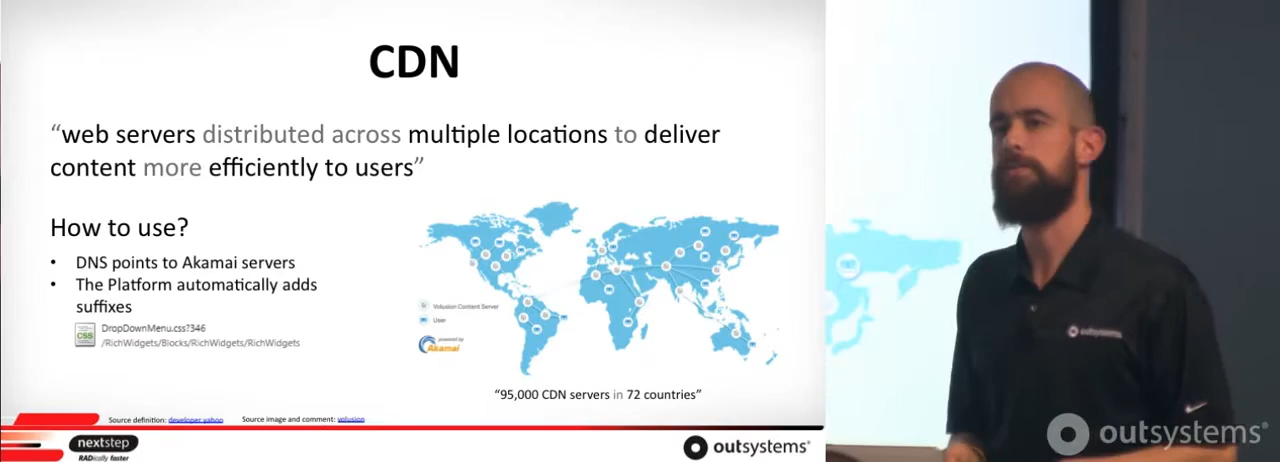 CDN
“web servers distributed across multiple locations to deliver
content more efficiently to users”
How to use?
• DNS points to Akamai servers
• The Platform automatically adds
suffixes
CSS
DropDownMenu.css?346
/RichWidgets/Blocks/RichWidgets/RichWidgets
Volusion Content Server
User
powered by
Akamai
“95,000 CDN servers in 72 countries”
Source definition: developer yahoo Source image and comment: volusion
nextstep
RADically faster
outsystems®
outsystems
outsystems®